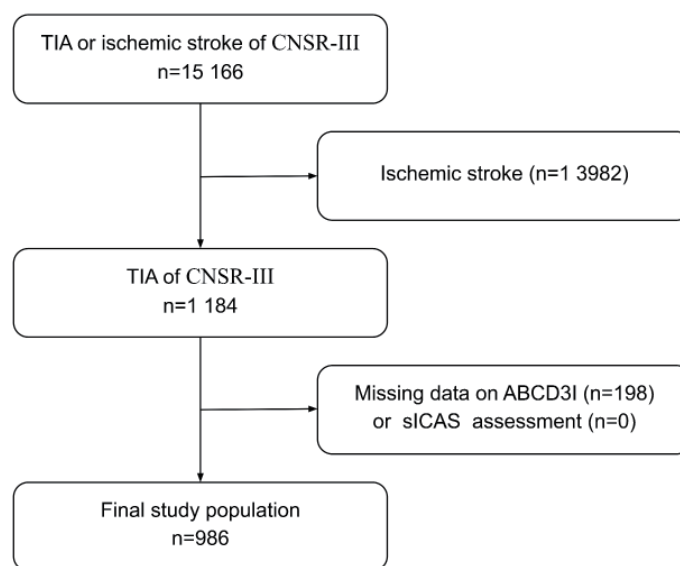 TIA or ischemic stroke of CNSR-III
n=15 166
Ischemic stroke (n=1 3982)
TIA of CNSR-III
n=1 184
Missing data on ABCD3I (n=198)
or sICAS assessment (n=0)
Final study population
n=986